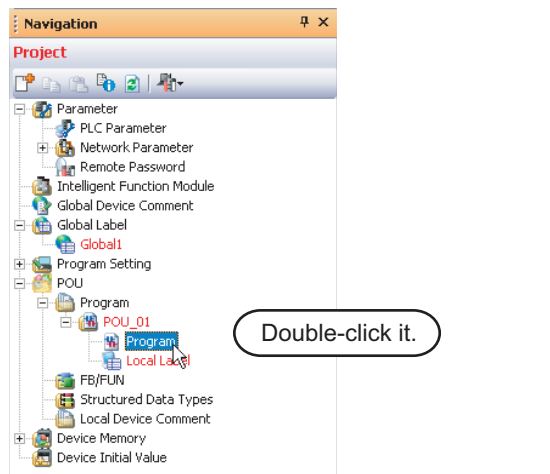 Navigation
Project
Parameter
PLC Parameter
Network Parameter
Remote Password
Intelligent Function Module
Global Device Comment
Global Label
Global1
Program Setting
POU
Program
POU_01
Program
Double-click it.
Local Label
FB/FUN
Structured Data Types
Local Device Comment
Device Memory
Device Initial Value